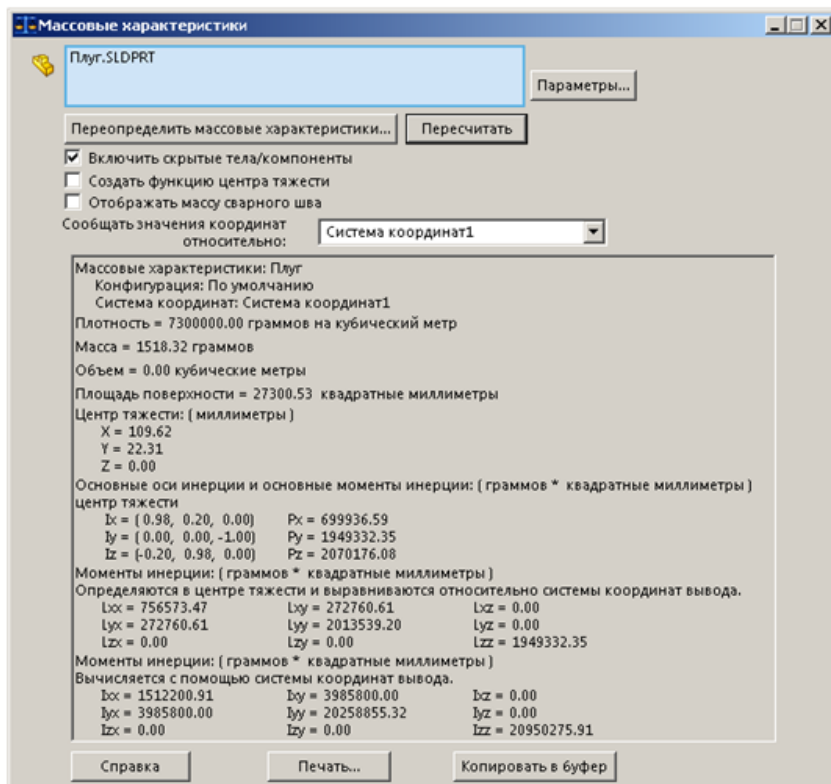 Массовые характеристики
Плуг.SLDPRT
Параметры...
Переопределить массовые характеристики... Пересчитать
Включить скрытые тела/компоненты
Создать функцию центра тяжести
Отображать массу сварного шва
Сообщать значения координат
относительно: Система координат1
Массовые характеристики: Плуг
Конфигурация: По умолчанию
Система координат: Система координат1
Плотность = 7300000.00 граммов на кубический метр
Масса = 1518.32 граммов
Объем = 0.00 кубические метры
Площадь поверхности = 27300.53 квадратные миллиметры
Центр тяжести: ( миллиметры )
X = 109.62
Y = 22.31
Z = 0.00
Основные оси инерции и основные моменты инерции: ( граммов * квадратные миллиметры )
центр тяжести
Ix = ( 0.98, 0.20, 0.00) Px = 699936.59
Iy = ( 0.00, 0.00, -1.00) Py = 1949332.35
Iz = (-0.20, 0.98, 0.00) Pz = 2070176.08
Моменты инерции: ( граммов * квадратные миллиметры )
Определяются в центре тяжести и выравниваются относительно системы координат вывода.
Lxx = 756573.47 Lxy = 272760.61 Lxz = 0.00
Lyx = 272760.61 Lyy = 2013539.20 Lyz = 0.00
Lzx = 0.00 Lzy = 0.00 Lzz = 1949332.35
Моменты инерции: ( граммов * квадратные миллиметры )
Вычисляется с помощью системы координат вывода.
Ixx = 1512200.91 Ixy = 3985800.00 Ixz = 0.00
Iyx = 3985800.00 Iyy = 20258855.32 Iyz = 0.00
Izx = 0.00 Izy = 0.00 Izz = 20950275.91
Справка Печать... Копировать в буфер